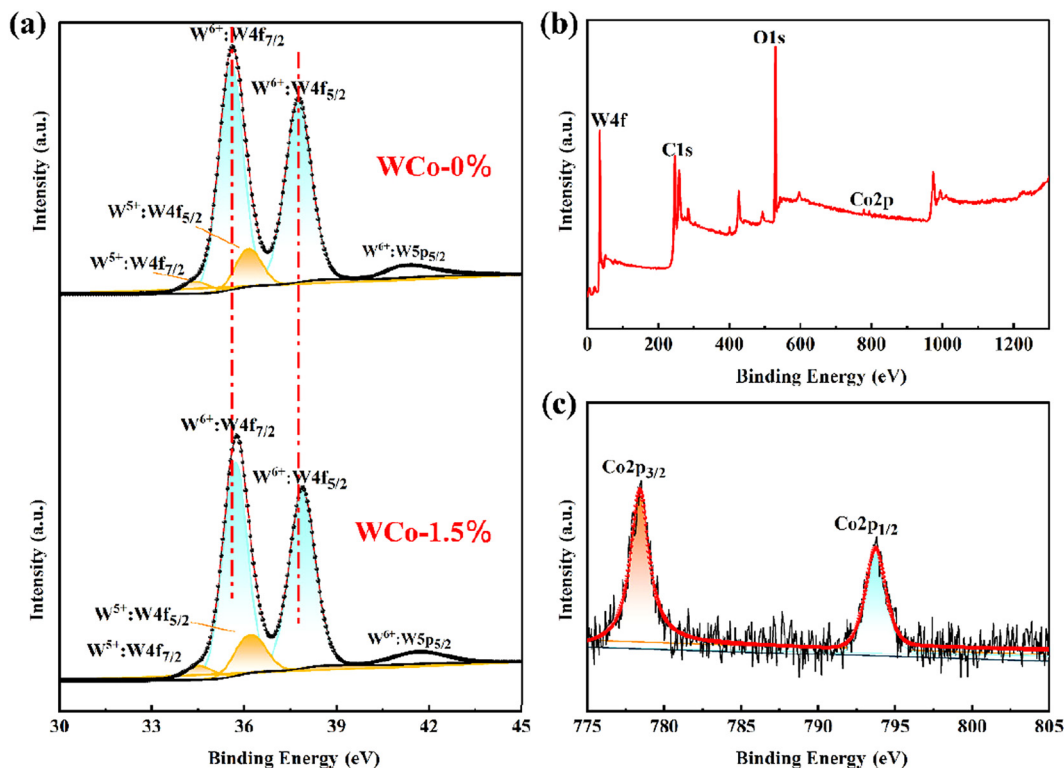 (a)
W⁶⁺:W4f₇/₂
W⁶⁺:W4f₅/₂
WCo-0%
W⁵⁺:W4f₅/₂
W⁵⁺:W4f₇/₂
W⁶⁺:W5p₅/₂
W⁶⁺:W4f₇/₂
W⁶⁺:W4f₅/₂
WCo-1.5%
W⁵⁺:W4f₅/₂
W⁵⁺:W4f₇/₂
W⁶⁺:W5p₅/₂
Intensity (a.u.)
Intensity (a.u.)
30 33 36 39 42 45
Binding Energy (eV)
(b)
O1s
W4f
C1s
Co2p
Intensity (a.u.)
0 200 400 600 800 1000 1200
Binding Energy (eV)
(c)
Co2p₃/₂
Co2p₁/₂
Intensity (a.u.)
775 780 785 790 795 800 805
Binding Energy (eV)